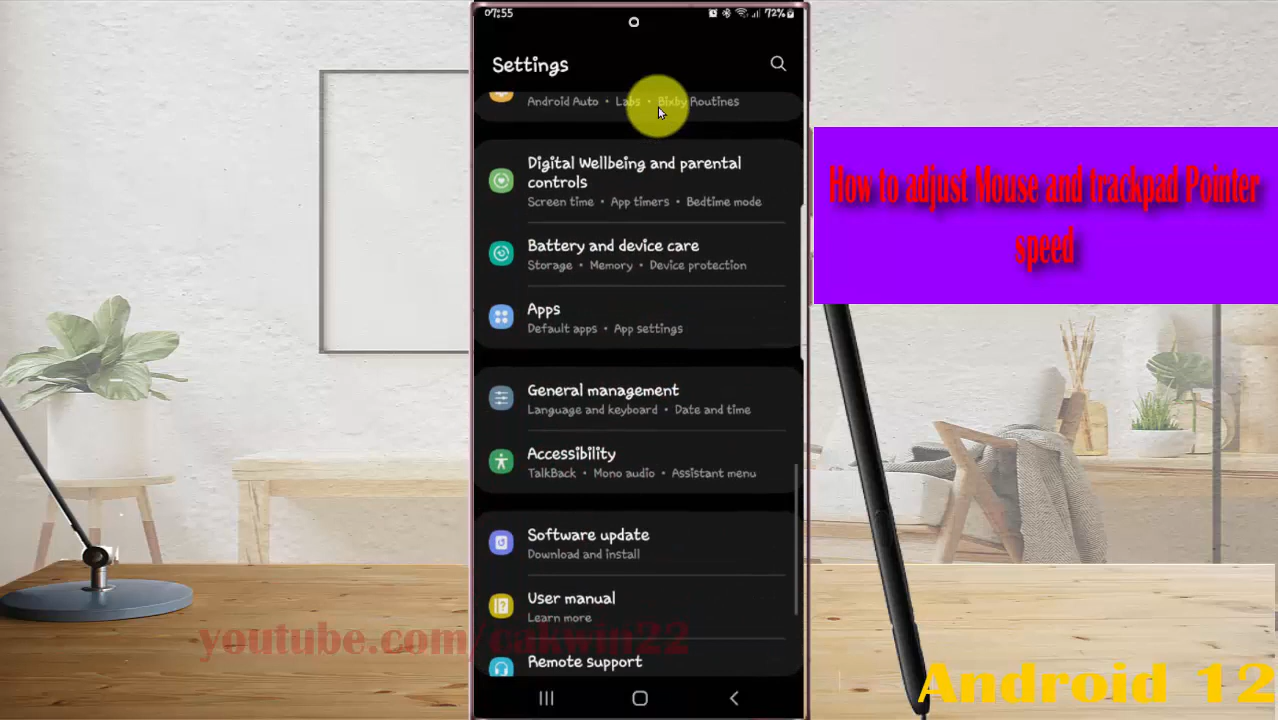 07:55
72%
Settings
Android Auto • Labs • Bixby Routines
Digital Wellbeing and parental
controls
Screen time • App timers • Bedtime mode
Battery and device care
Storage • Memory • Device protection
Apps
Default apps • App settings
General management
Language and keyboard • Date and time
Accessibility
TalkBack • Mono audio • Assistant menu
Software update
Download and install
User manual
Learn more
Remote support
How to adjust Mouse and trackpad Pointer
speed
youtube.com/cakwin22
Android 12